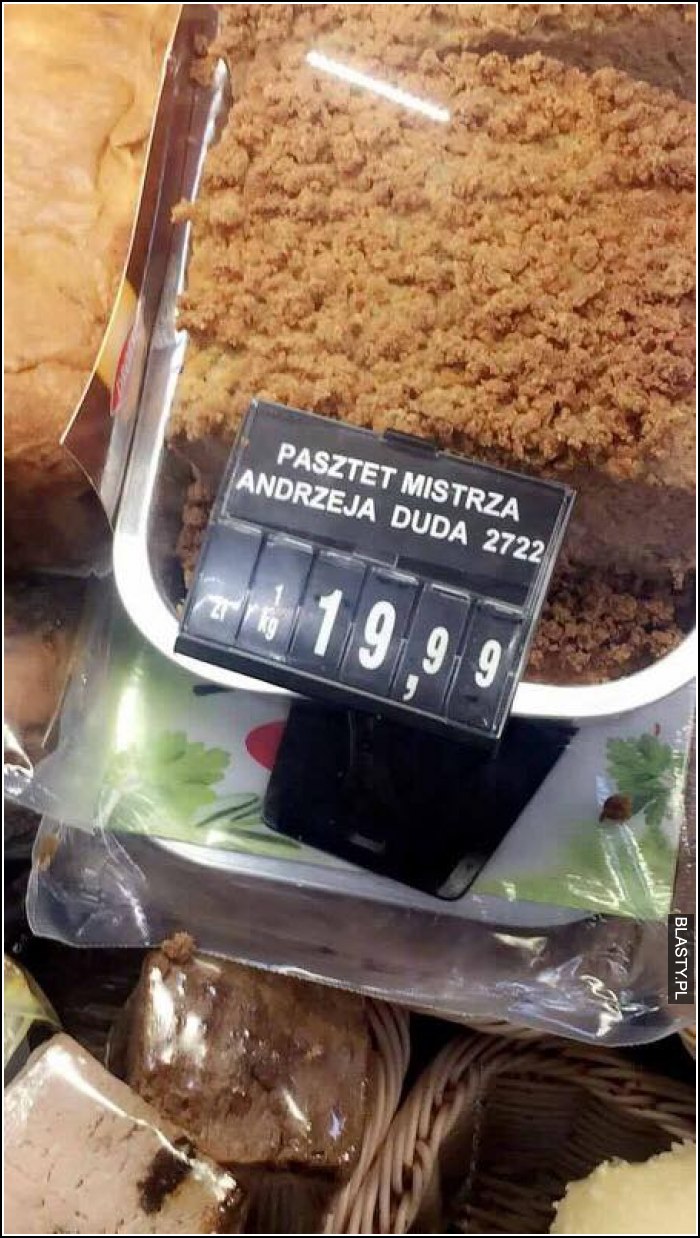 PASZTET MISTRZA
ANDRZEJA DUDA 2722
zł 1 kg 19,99
BLASTY.PL